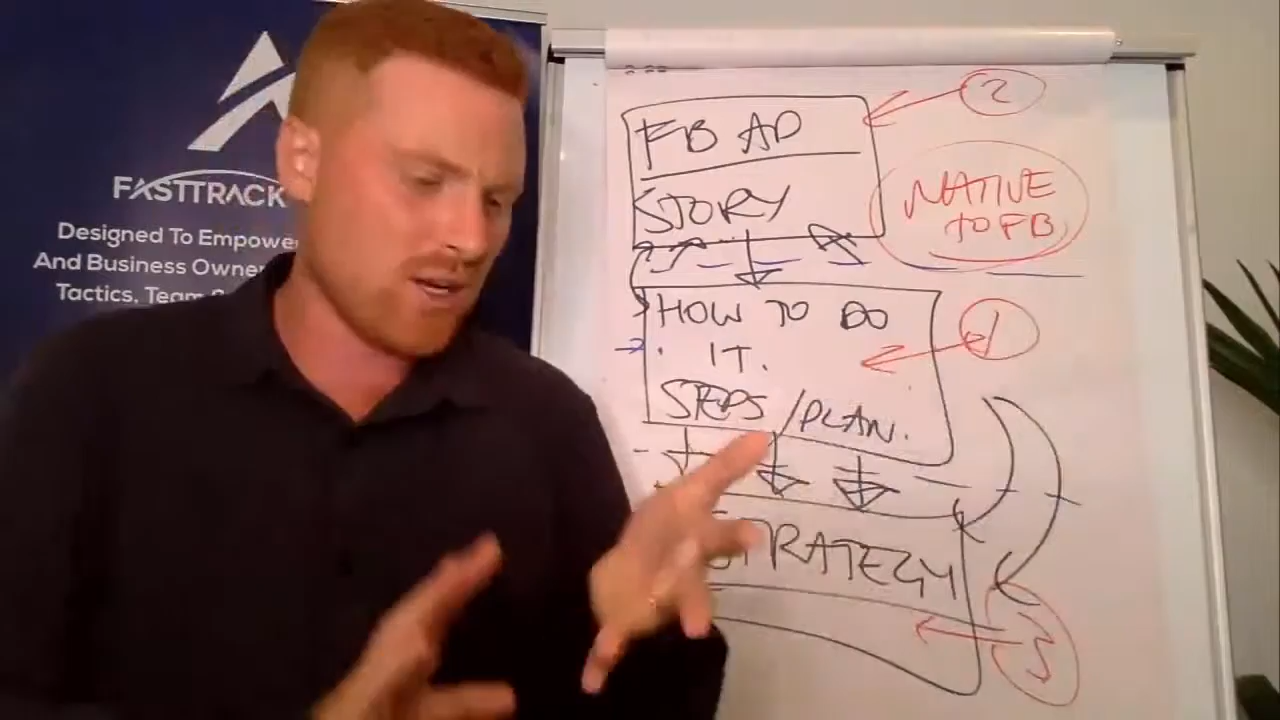 FASTTRACK
Designed To Empower
And Business Owner
Tactics, Team
2
FB AD
STORY
NATIVE
TO FB
1
HOW TO DO
IT.
STEPS/PLAN.
STRATEGY
3